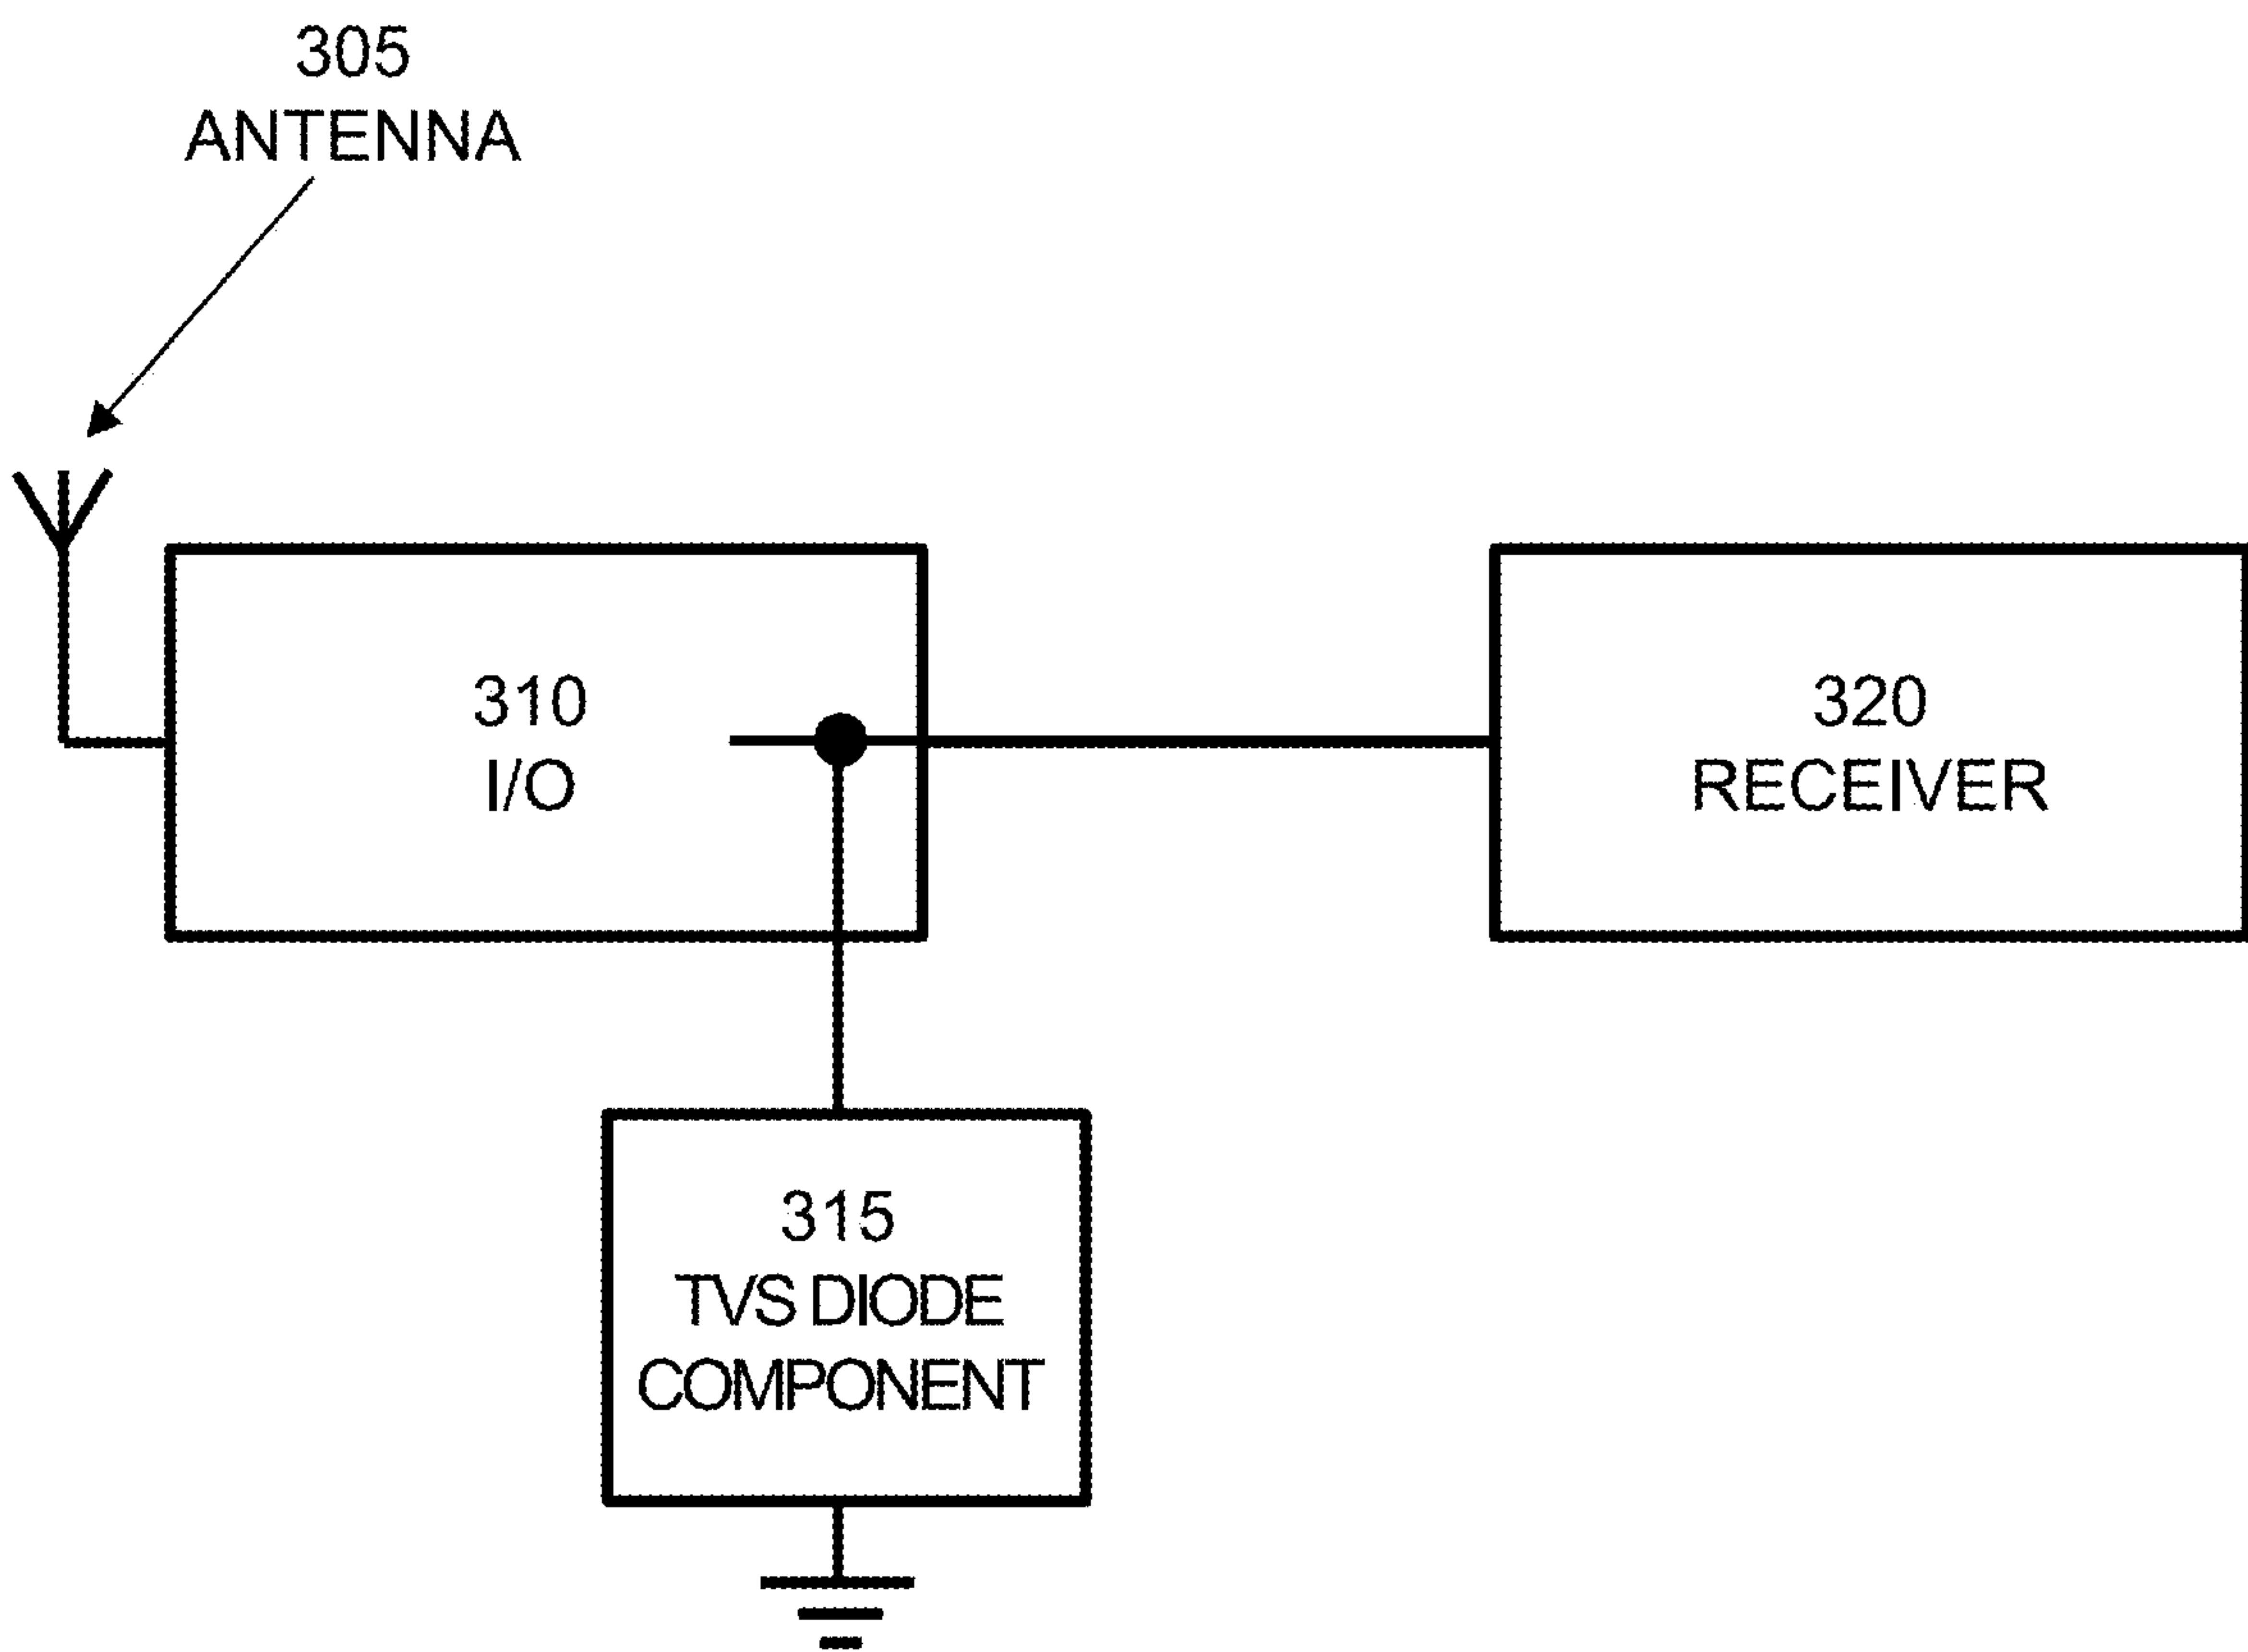 305
ANTENNA
310
I/O
320
RECEIVER
315
TVS DIODE
COMPONENT